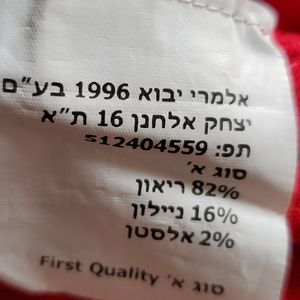 אלמרי יבוא 1996 בע"ם
יצחק אלחנן 16 ת"א
תפ: 512404559
סוג א'
82% ריאון
16% ניילון
2% אלסטן
סוג א' First Quality